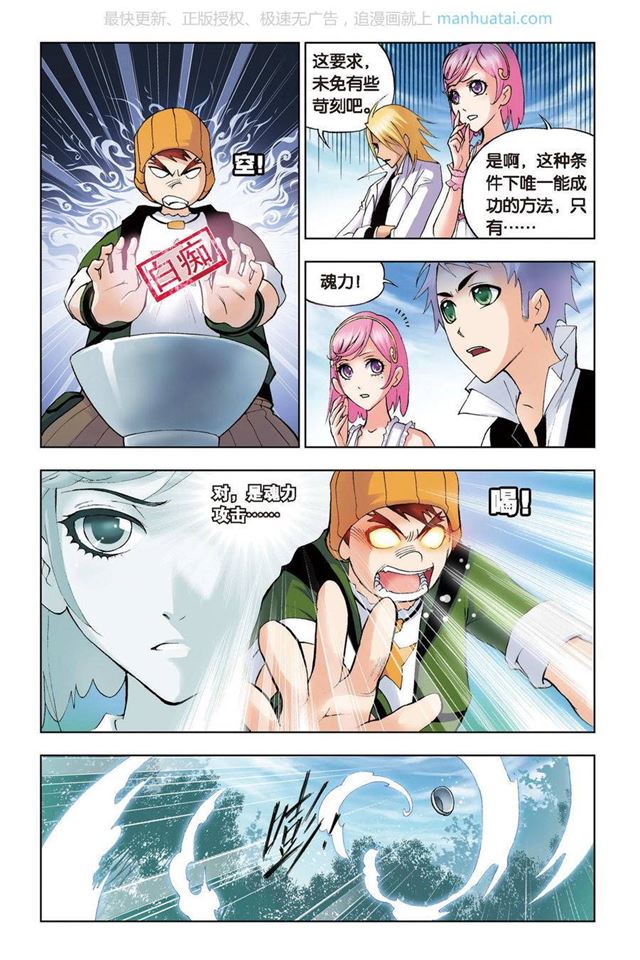 最快更新、正版授权、极速无广告，追漫画就上 manhuatai.com
空！
白痴
这要求，
未免有些
苛刻吧。
是啊，这种条
件下唯一能成
功的方法，只
有……
魂力！
对，是魂力
攻击……
喝！
嘭！